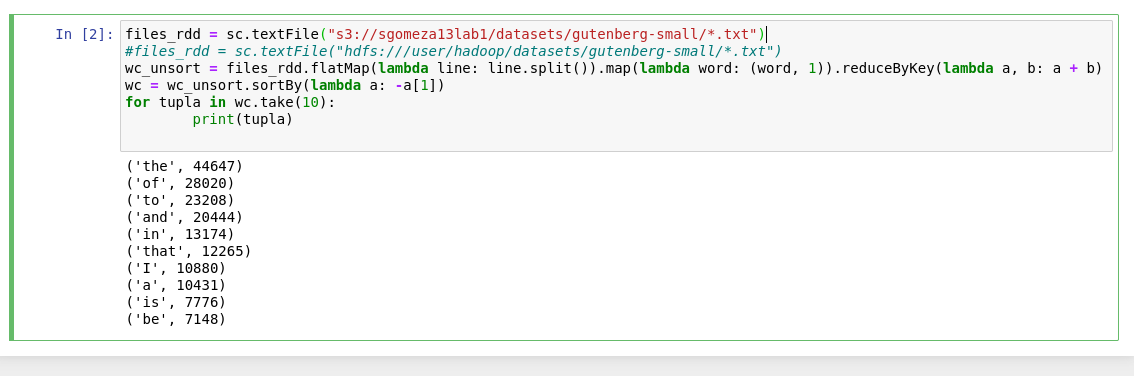 In [2]: files_rdd = sc.textFile("s3://sgomeza13lab1/datasets/gutenberg-small/*.txt")
#files_rdd = sc.textFile("hdfs:///user/hadoop/datasets/gutenberg-small/*.txt")
wc_unsort = files_rdd.flatMap(lambda line: line.split()).map(lambda word: (word, 1)).reduceByKey(lambda a, b: a + b)
wc = wc_unsort.sortBy(lambda a: -a[1])
for tupla in wc.take(10):
        print(tupla)
('the', 44647)
('of', 28020)
('to', 23208)
('and', 20444)
('in', 13174)
('that', 12265)
('I', 10880)
('a', 10431)
('is', 7776)
('be', 7148)